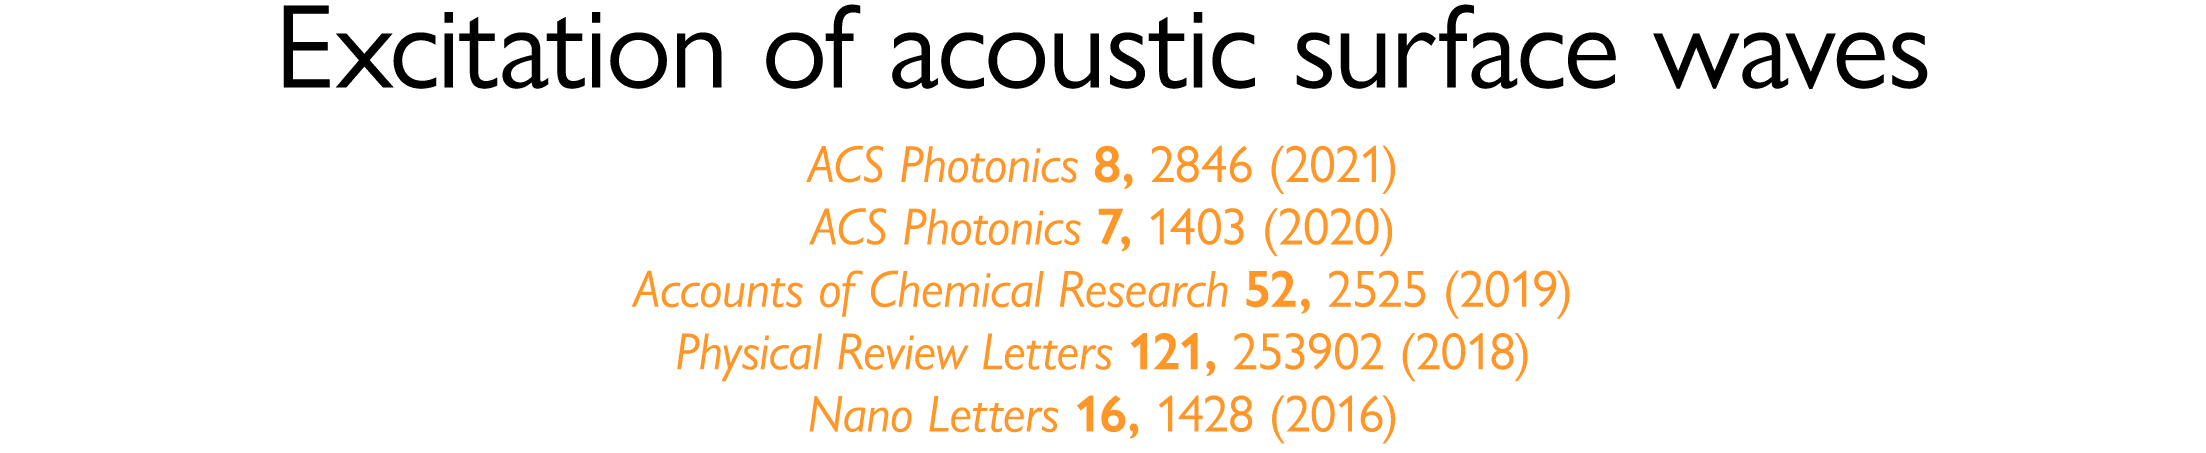 Excitation of acoustic surface waves
ACS Photonics 8, 2846 (2021)
ACS Photonics 7, 1403 (2020)
Accounts of Chemical Research 52, 2525 (2019)
Physical Review Letters 121, 253902 (2018)
Nano Letters 16, 1428 (2016)